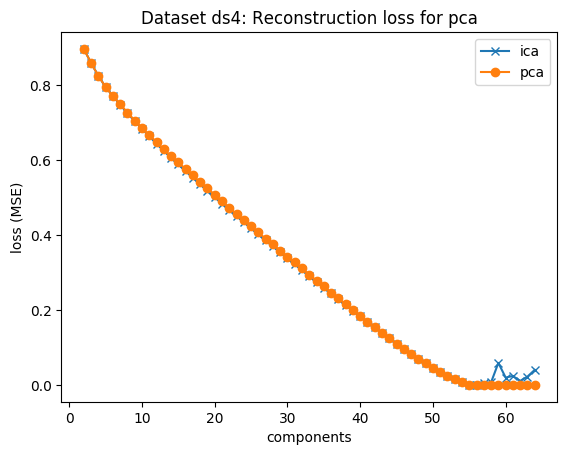 Dataset ds4: Reconstruction loss for pca
ica
pca
loss (MSE)
0.8
0.6
0.4
0.2
0.0
0
10
20
30
40
50
60
components